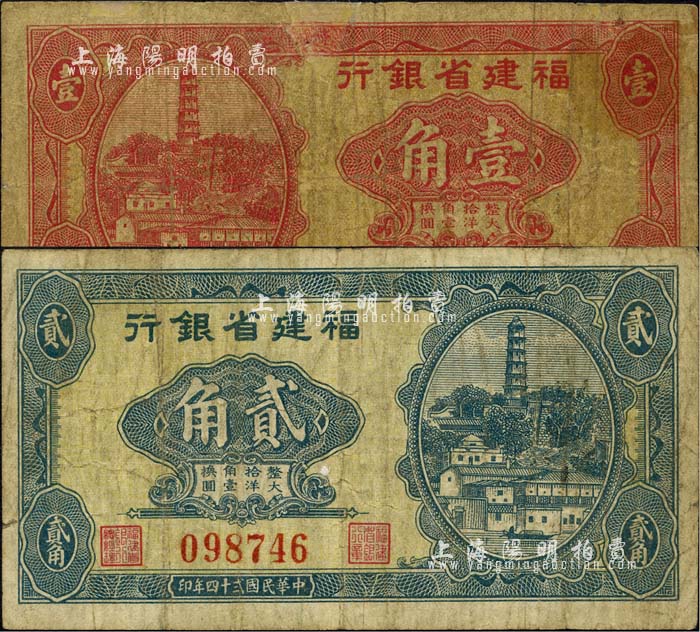 上海陽明拍賣
www.yangmingauction.com
行銀省建福
壹
壹
角壹
整大
拾洋
角壹
換圓
上海陽明拍賣
www.yangmingauction.com
行銀省建福
貳
貳
角貳
整大
拾洋
角壹
換圓
貳角
貳角
098746
印年四十弍國民華中
上海陽明拍賣
www.yangmingauction.com